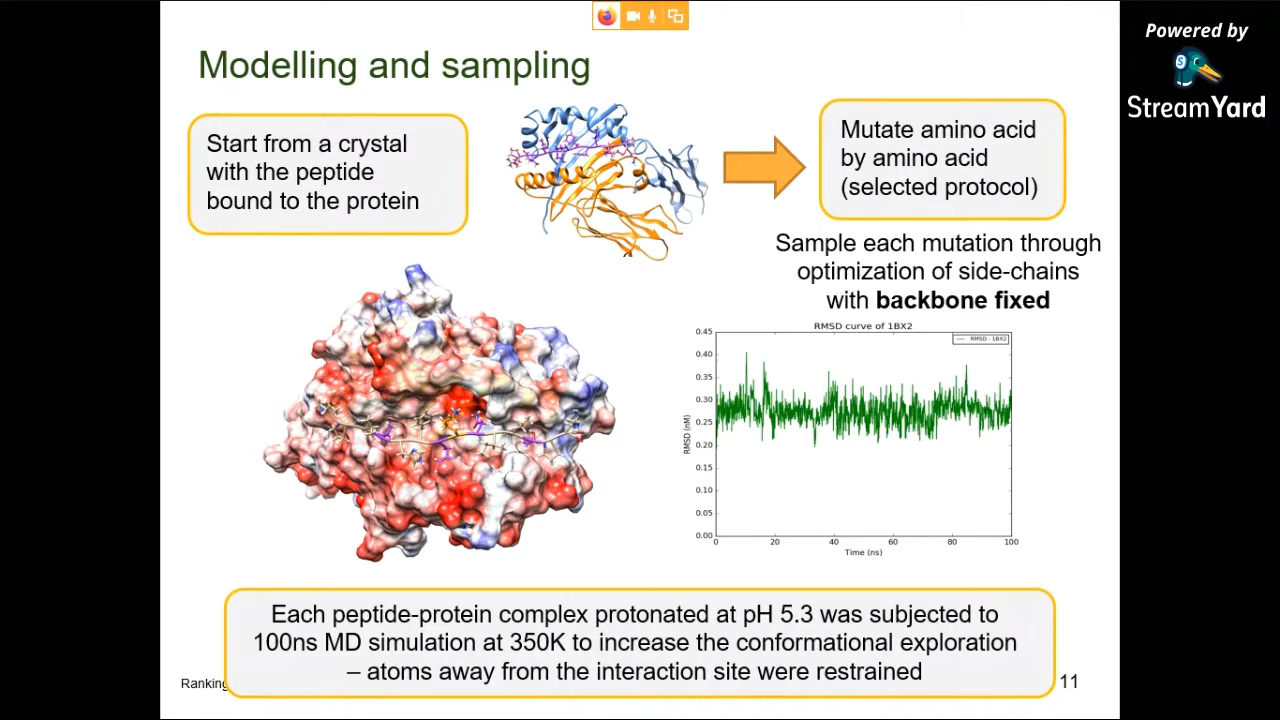 Powered by
StreamYard
Modelling and sampling
Start from a crystal
with the peptide
bound to the protein
Mutate amino acid
by amino acid
(selected protocol)
Sample each mutation through
optimization of side-chains
with backbone fixed
RMSD curve of 1BX2
RMSD - 1BX2
0.45
0.40
0.35
0.30
0.25
0.20
0.15
0.10
0.05
0.00
RMSD (nM)
0 20 40 60 80 100
Time (ns)
Each peptide-protein complex protonated at pH 5.3 was subjected to
100ns MD simulation at 350K to increase the conformational exploration
– atoms away from the interaction site were restrained
Ranking
11